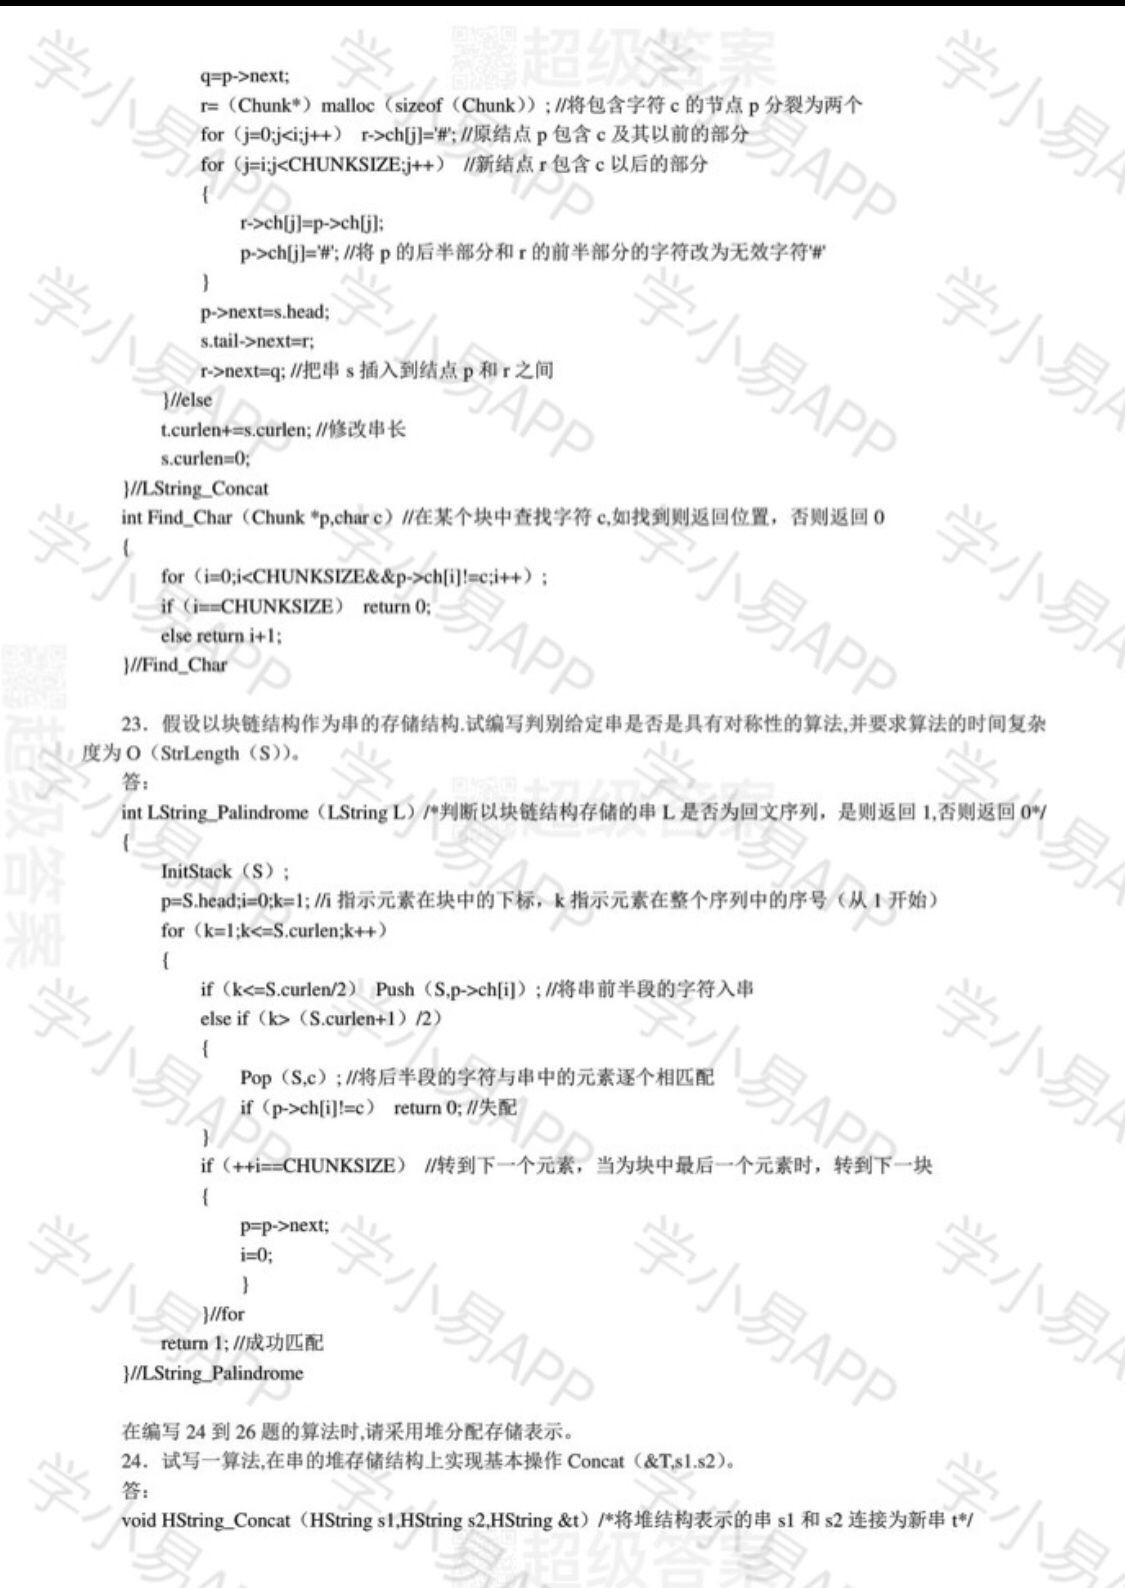 q=p->next;
r=（Chunk*）malloc（sizeof（Chunk））; //将包含字符 c 的节点 p 分裂为两个
for（j=0;j<i;j++） r->ch[j]='#'; //原结点 p 包含 c 及其以前的部分
for（j=i;j<CHUNKSIZE;j++） //新结点 r 包含 c 以后的部分
{
r->ch[j]=p->ch[j];
p->ch[j]='#'; //将 p 的后半部分和 r 的前半部分的字符改为无效字符'#'
}
p->next=s.head;
s.tail->next=r;
r->next=q; //把串 s 插入到结点 p 和 r 之间
}//else
t.curlen+=s.curlen; //修改串长
s.curlen=0;
}//LString_Concat
int Find_Char（Chunk *p,char c）//在某个块中查找字符 c,如找到则返回位置，否则返回 0
{
for（i=0;i<CHUNKSIZE&&p->ch[i]!=c;i++）;
if（i==CHUNKSIZE） return 0;
else return i+1;
}//Find_Char
23．假设以块链结构作为串的存储结构.试编写判别给定串是否是具有对称性的算法,并要求算法的时间复杂
度为 O（StrLength（S））。
答：
int LString_Palindrome（LString L）/*判断以块链结构存储的串 L 是否为回文序列，是则返回 1,否则返回 0*/
{
InitStack（S）;
p=S.head;i=0;k=1; //i 指示元素在块中的下标，k 指示元素在整个序列中的序号（从 1 开始）
for（k=1;k<=S.curlen;k++）
{
if（k<=S.curlen/2） Push（S,p->ch[i]）; //将串前半段的字符入串
else if（k>（S.curlen+1）/2）
{
Pop（S,c）; //将后半段的字符与串中的元素逐个相匹配
if（p->ch[i]!=c） return 0; //失配
}
if（++i==CHUNKSIZE） //转到下一个元素，当为块中最后一个元素时，转到下一块
{
p=p->next;
i=0;
}
}//for
return 1; //成功匹配
}//LString_Palindrome
在编写 24 到 26 题的算法时,请采用堆分配存储表示。
24．试写一算法,在串的堆存储结构上实现基本操作 Concat（&T,s1.s2）。
答：
void HString_Concat（HString s1,HString s2,HString &t）/*将堆结构表示的串 s1 和 s2 连接为新串 t*/
学小易APP
超级答案